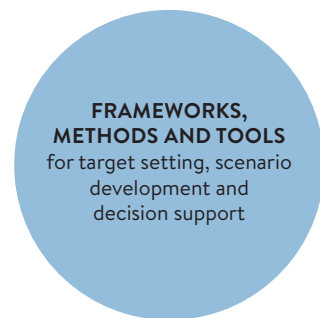 FRAMEWORKS,
METHODS AND TOOLS
for target setting, scenario
development and
decision support